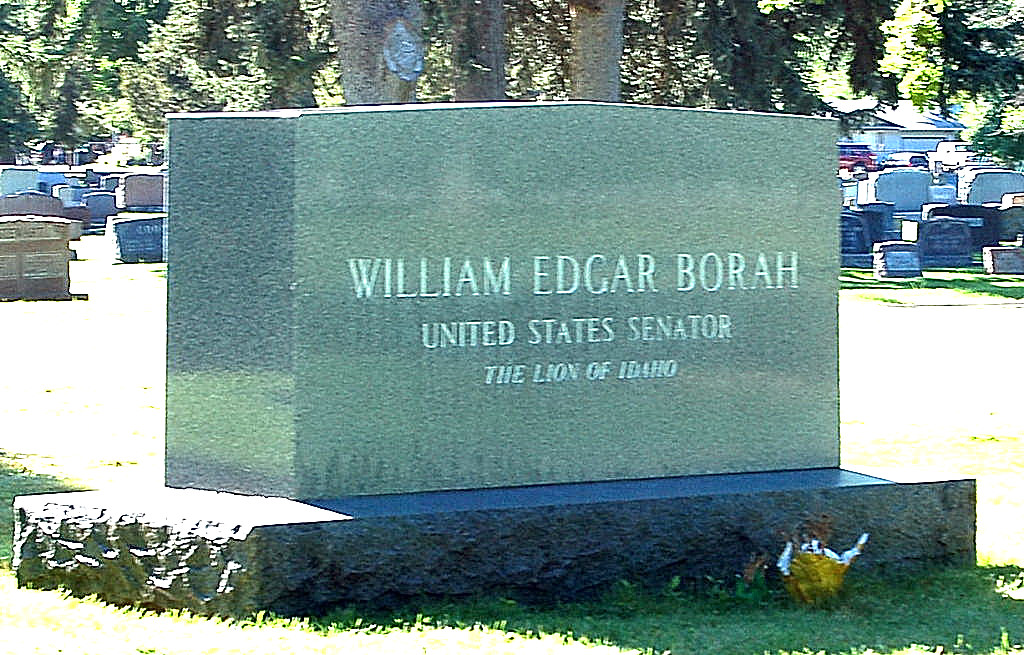 WILLIAM EDGAR BORAH
UNITED STATES SENATOR
THE LION OF IDAHO